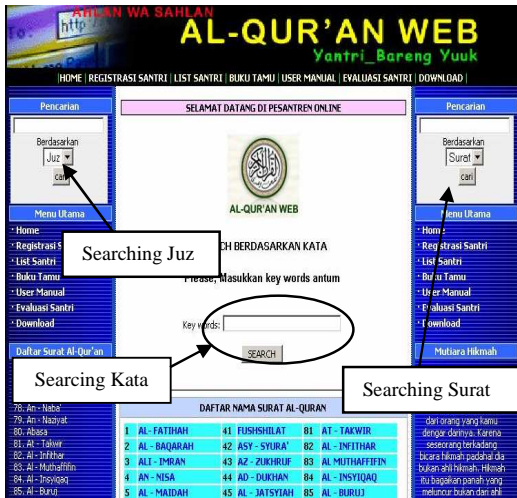 AHLAN WA SAHLAN
http
AL-QUR'AN WEB
Yantri_Bareng Yuuk
|HOME | REGISTRASI SANTRI | LIST SANTRI | BUKU TAMU | USER MANUAL | EVALUASI SANTRI | DOWNLOAD |
Pencarian
Berdasarkan
Juz
cari
Menu Utama
Home
Registrasi S
List Santri
Buku Tamu
User Manual
Evaluasi Santri
Download
Daftar Surat Al-Qur'an
78. An - Naba'
79. An - Naziyat
80. Abasa
81. At - Takwir
82. Al - Infithar
83. Al - Muthaffifin
84. Al - Insyiqaq
85. Al - Buruj
SELAMAT DATANG DI PESANTREN ONLINE
AL-QUR'AN WEB
CH BERDASARKAN KATA
Please, Masukkan key words antum
Key words:
SEARCH
DAFTAR NAMA SURAT AL-QURAN
1 AL - FATIHAH 41 FUSHSHILAT 81 AT - TAKWIR
2 AL - BAQARAH 42 ASY - SYURA' 82 AL - INFITHAR
3 ALI - IMRAN 43 AZ - ZUKHRUF 83 AL MUTHAFFIFIN
4 AN - NISA 44 AD - DUKHAN 84 AL - INSYIQAQ
5 AL - MAIDAH 45 AL - JATSYIAH 85 AL - BURUJ
Pencarian
Berdasarkan
Surat
cari
Menu Utama
Home
Registrasi Santri
List Santri
Buku Tamu
User Manual
Evaluasi Santri
Download
Mutiara Hikmah
dari orang yang kamu
dengar darinya. Karena
seseorang terkadang
bicara hikmah padahal dia
bukan ahli hikmah. Hikmah
itu bagaikan panah yang
meluncur bukan dari ahli
Searching Juz
Searcing Kata
Searching Surat